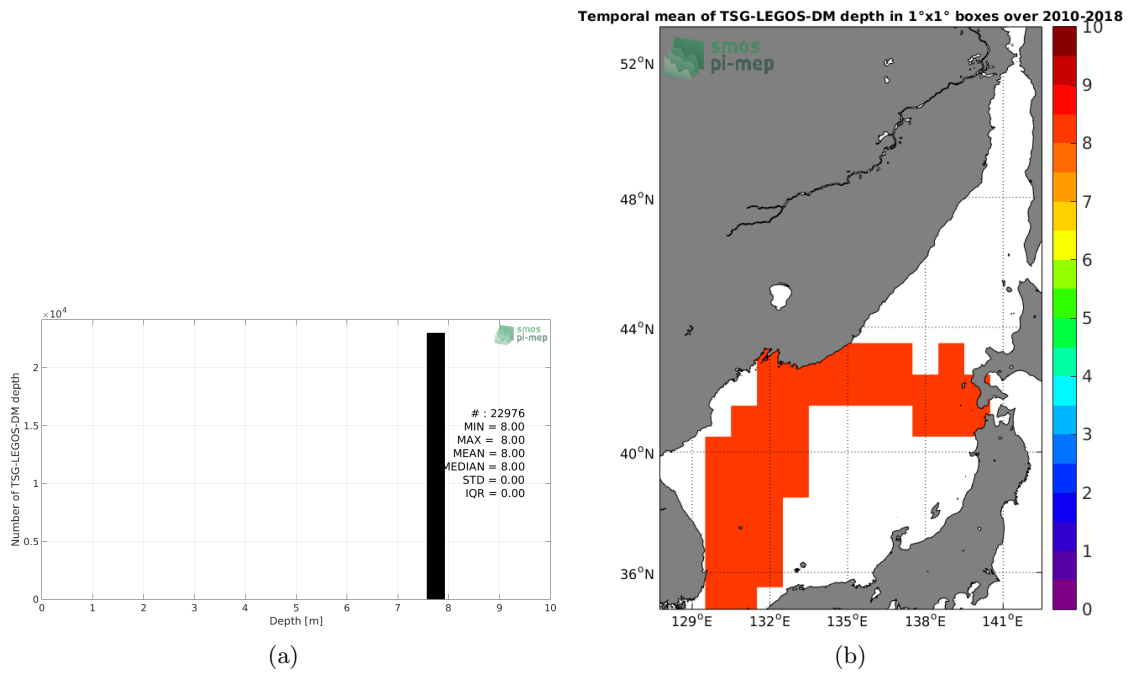 Temporal mean of TSG-LEGOS-DM depth in 1°x1° boxes over 2010-2018
smos
pi-mep
52°N
48°N
44°N
40°N
36°N
129°E 132°E 135°E 138°E 141°E
10
9
8
7
6
5
4
3
2
1
0
×10⁴
smos
pi-mep
2
1.5
1
0.5
0
Number of TSG-LEGOS-DM depth
# : 22976
MIN = 8.00
MAX = 8.00
MEAN = 8.00
MEDIAN = 8.00
STD = 0.00
IQR = 0.00
0 1 2 3 4 5 6 7 8 9 10
Depth [m]
(a)
(b)